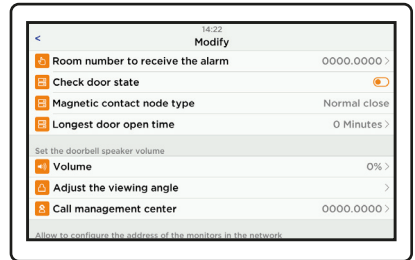 14:22
<
Modify
Room number to receive the alarm 0000.0000 >
Check door state
Magnetic contact node type Normal close
Longest door open time 0 Minutes >
Set the doorbell speaker volume
Volume 0% >
Adjust the viewing angle >
Call management center 0000.0000 >
Allow to configure the address of the monitors in the network